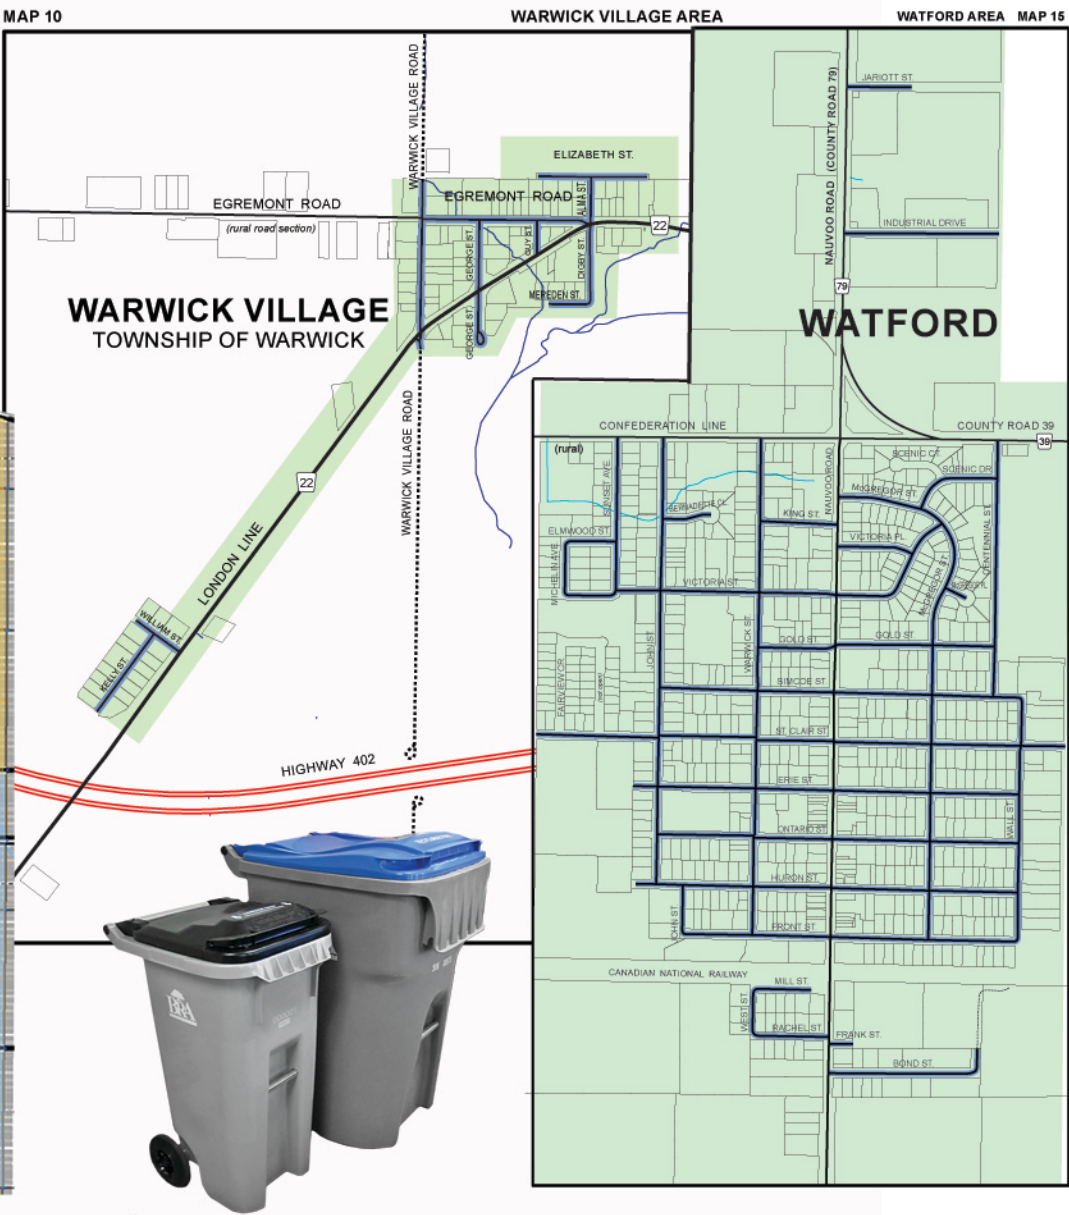 MAP 10
WARWICK VILLAGE AREA
WATFORD AREA MAP 15
WARWICK VILLAGE ROAD
ELIZABETH ST.
EGREMONT ROAD
EGREMONT ROAD
(rural road section)
ALMA ST.
22
GEORGE ST.
GUY ST.
DIGBY ST.
MEREDEN ST.
GEORGE ST.
WARWICK VILLAGE
TOWNSHIP OF WARWICK
WARWICK VILLAGE ROAD
22
LONDON LINE
WILLIAM ST.
KELLY ST.
HIGHWAY 402
BRA
NAUVOO ROAD (COUNTY ROAD 79)
JARIOTT ST.
INDUSTRIAL DRIVE
79
WATFORD
CONFEDERATION LINE
COUNTY ROAD 39
39
(rural)
SUNSET AVE
NAUVOO ROAD
SCENIC CT.
SCENIC DR.
McGREGOR ST.
BERNADETTE CL.
KING ST.
ELMWOOD ST.
VICTORIA PL.
CENTENNIAL ST.
MICHELIN AVE
VICTORIA ST.
McGREGOR ST.
JOHN ST.
WARWICK ST.
GOLD ST.
GOLD ST.
FAIRVIEW CR.
(not open)
SIMCOE ST.
ST. CLAIR ST.
ERIE ST.
WALL ST.
ONTARIO ST.
HURON ST.
JOHN ST.
FRONT ST.
CANADIAN NATIONAL RAILWAY
MILL ST.
WEST ST.
RACHEL ST.
FRANK ST.
BOND ST.